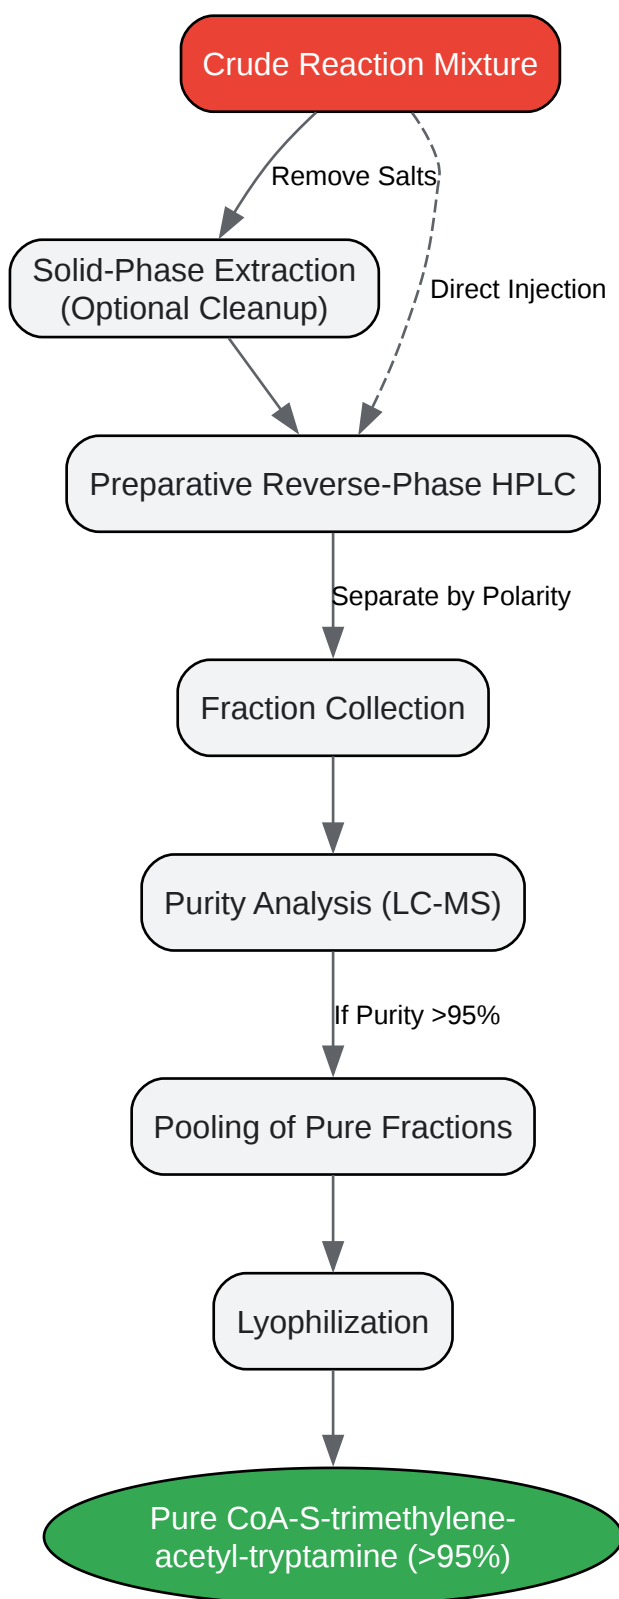 Crude Reaction Mixture
Remove Salts
Solid-Phase Extraction
(Optional Cleanup)
Direct Injection
Preparative Reverse-Phase HPLC
Separate by Polarity
Fraction Collection
Purity Analysis (LC-MS)
If Purity >95%
Pooling of Pure Fractions
Lyophilization
Pure CoA-S-trimethylene-
acetyl-tryptamine (>95%)